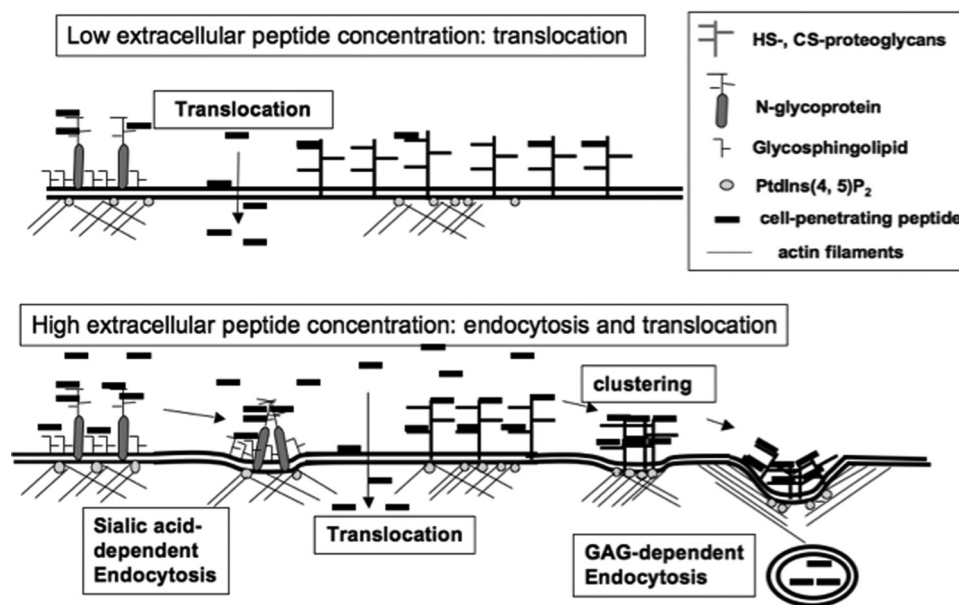 Low extracellular peptide concentration: translocation
Translocation
HS-, CS-proteoglycans
N-glycoprotein
Glycosphingolipid
PtdIns(4, 5)P2
cell-penetrating peptide
actin filaments
High extracellular peptide concentration: endocytosis and translocation
clustering
Sialic acid-
dependent
Endocytosis
Translocation
GAG-dependent
Endocytosis